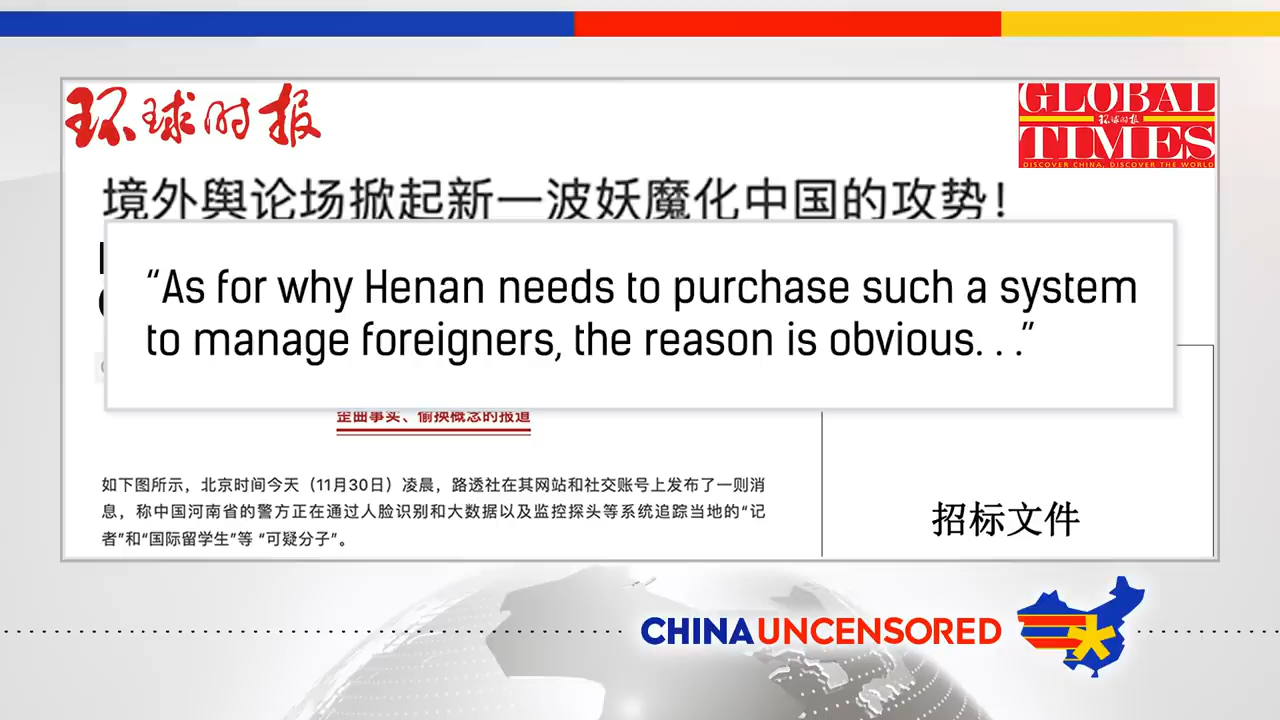 环球时报
GLOBAL
环球时报
TIMES
DISCOVER CHINA, DISCOVER THE WORLD
境外舆论场掀起新一波妖魔化中国的攻势！
“As for why Henan needs to purchase such a system
to manage foreigners, the reason is obvious. . .”
歪曲事实、偷换概念的报道
如下图所示，北京时间今天（11月30日）凌晨，路透社在其网站和社交账号上发布了一则消
息，称中国河南省的警方正在通过人脸识别和大数据以及监控探头等系统追踪当地的“记
者”和“国际留学生”等 “可疑分子”。
招标文件
CHINA UNCENSORED